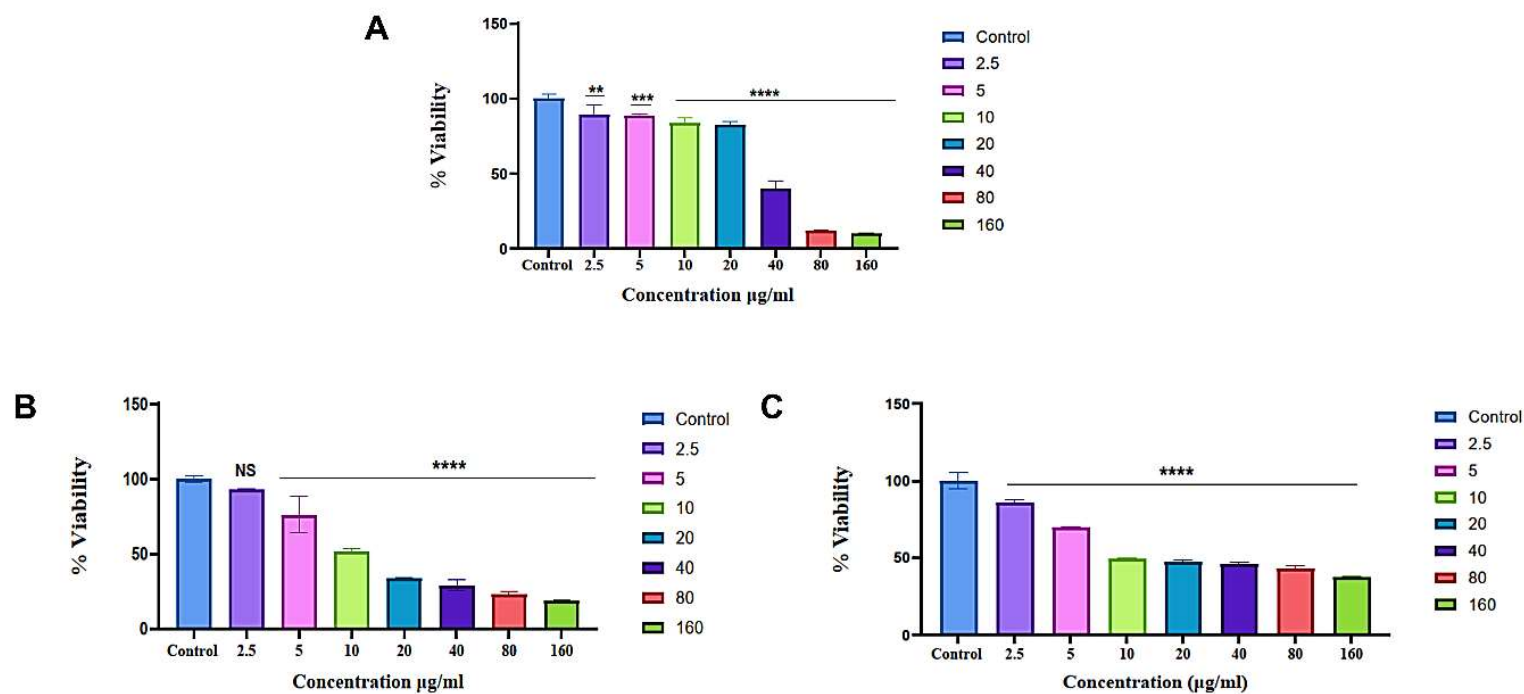 A
150
100
50
0
% Viability
** *** ****
Control 2.5 5 10 20 40 80 160
Concentration µg/ml
Control
2.5
5
10
20
40
80
160
B
150
100
50
0
% Viability
NS ****
Control 2.5 5 10 20 40 80 160
Concentration µg/ml
Control
2.5
5
10
20
40
80
160
C
150
100
50
0
% Viability
****
Control 2.5 5 10 20 40 80 160
Concentration (µg/ml)
Control
2.5
5
10
20
40
80
160